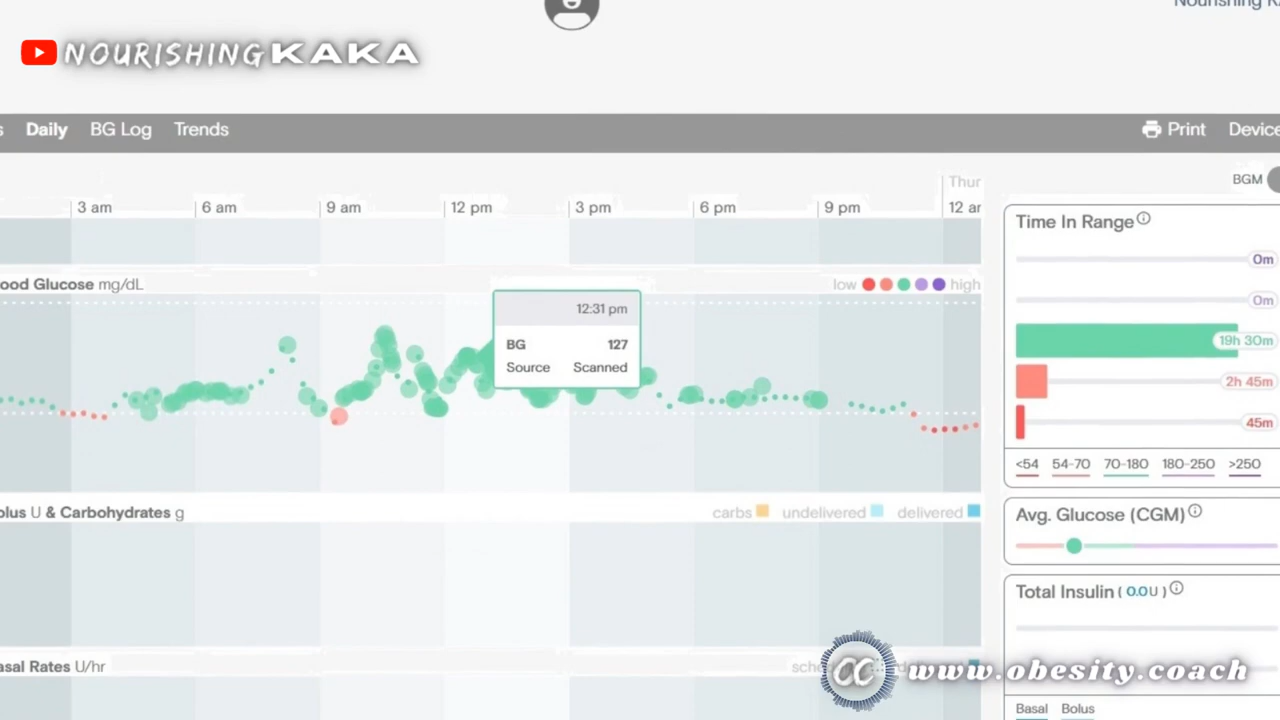 Nourishing K
NOURISHING KAKA
s Daily BG Log Trends Print Device
BGM
Thur
3 am 6 am 9 am 12 pm 3 pm 6 pm 9 pm 12 ar
Time In Range
0m
ood Glucose mg/dL low high
0m
12:31 pm
BG 127
Source Scanned
19h 30m
2h 45m
45m
<54 54-70 70-180 180-250 >250
olus U & Carbohydrates g carbs undelivered delivered
Avg. Glucose (CGM)
Total Insulin ( 0.0U )
asal Rates U/hr
www.obesity.coach
Basal Bolus